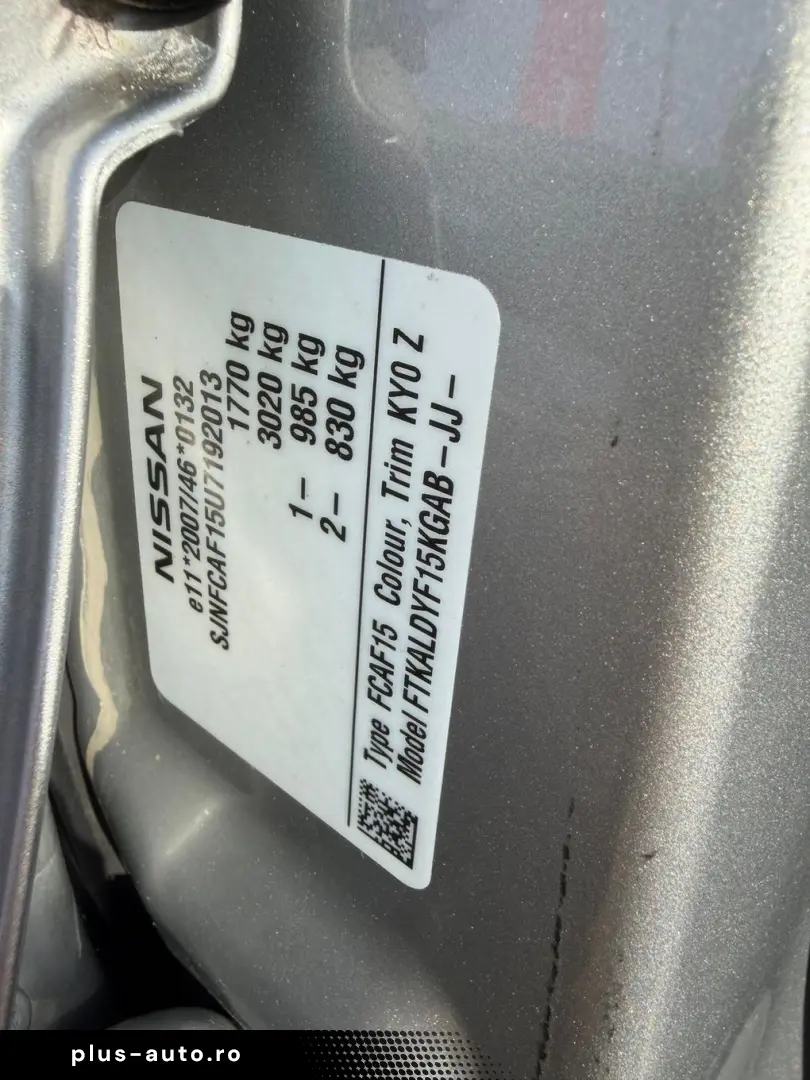 NISSAN
e11*2007/46*0132
SJNFCAF15U7192013
1770 kg
3020 kg
1- 985 kg
2- 830 kg
Type FCAF15 Colour, Trim KY0 Z
Model FTKALDYF15KGAB-JJ-
plus-auto.ro